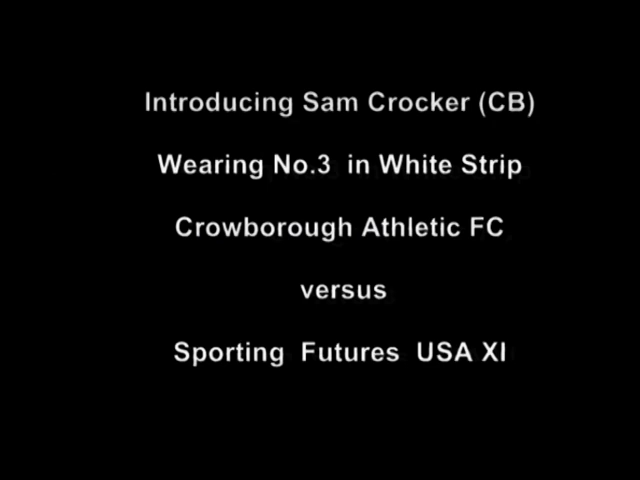 Introducing Sam Crocker (CB)
Wearing No.3 in White Strip
Crowborough Athletic FC
versus
Sporting Futures USA XI